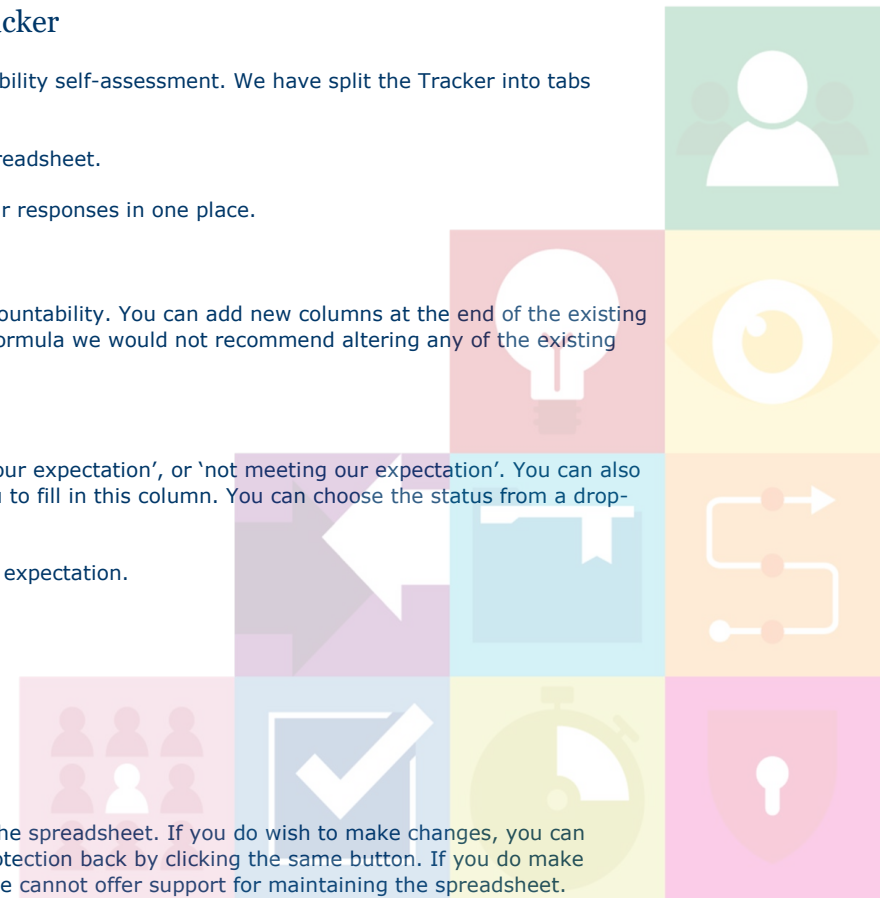 cker
bility self-assessment. We have split the Tracker into tabs
readsheet.
r responses in one place.
ountability. You can add new columns at the end of the existing
ormula we would not recommend altering any of the existing
our expectation’, or ‘not meeting our expectation’. You can also
u to fill in this column. You can choose the status from a drop-
expectation.
he spreadsheet. If you do wish to make changes, you can
otection back by clicking the same button. If you do make
e cannot offer support for maintaining the spreadsheet.